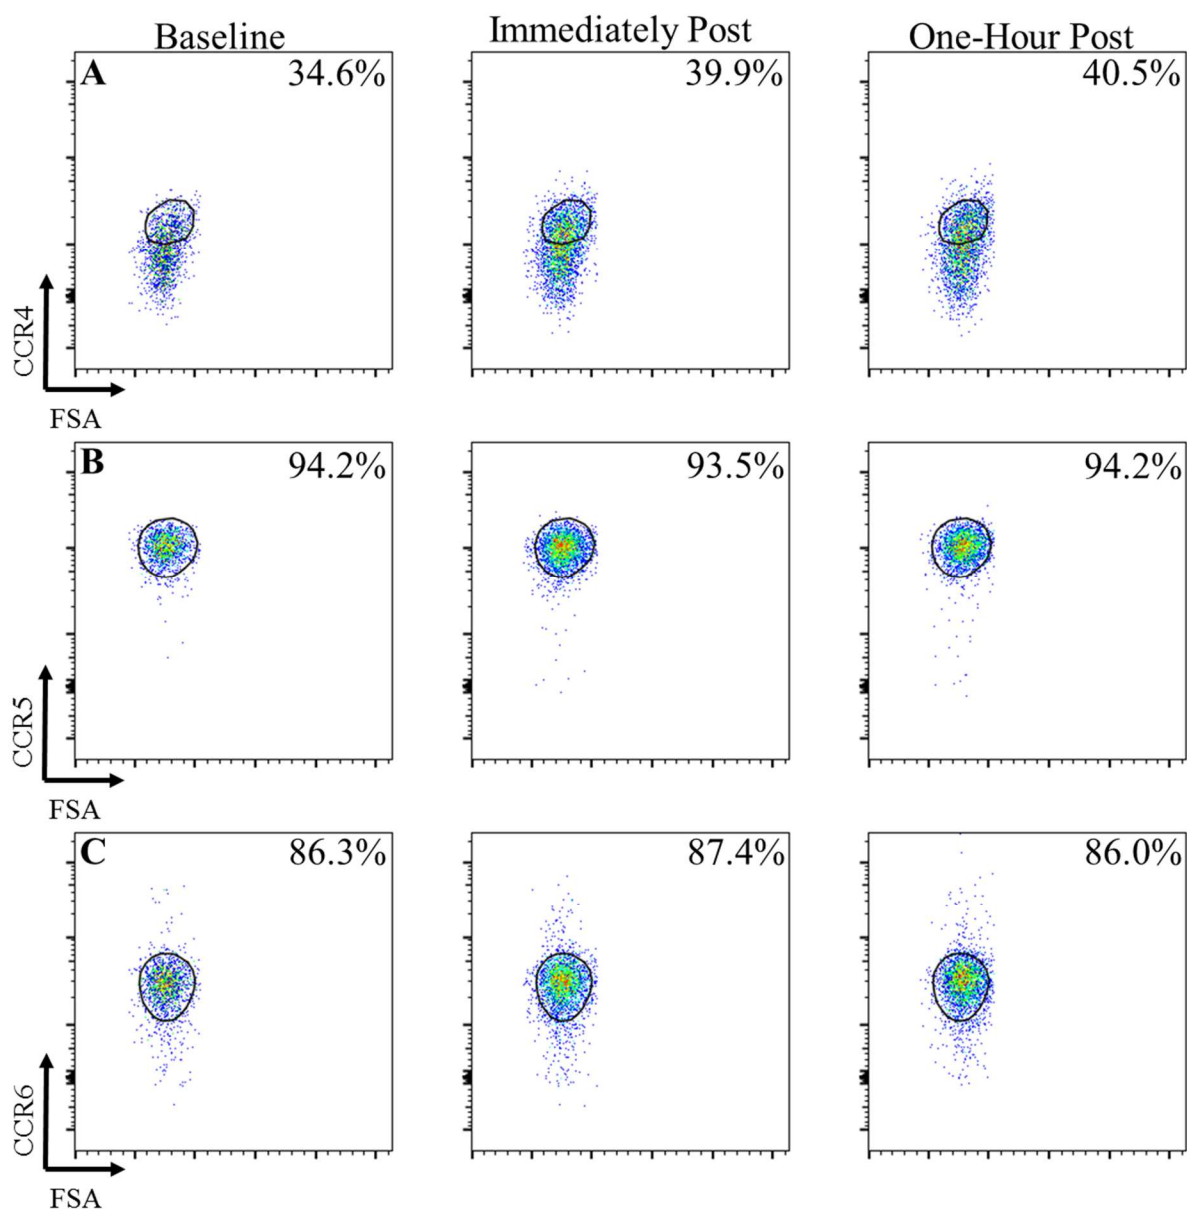 Baseline Immediately Post One-Hour Post
A 34.6% 39.9% 40.5%
CCR4
FSA
B 94.2% 93.5% 94.2%
CCR5
FSA
C 86.3% 87.4% 86.0%
CCR6
FSA